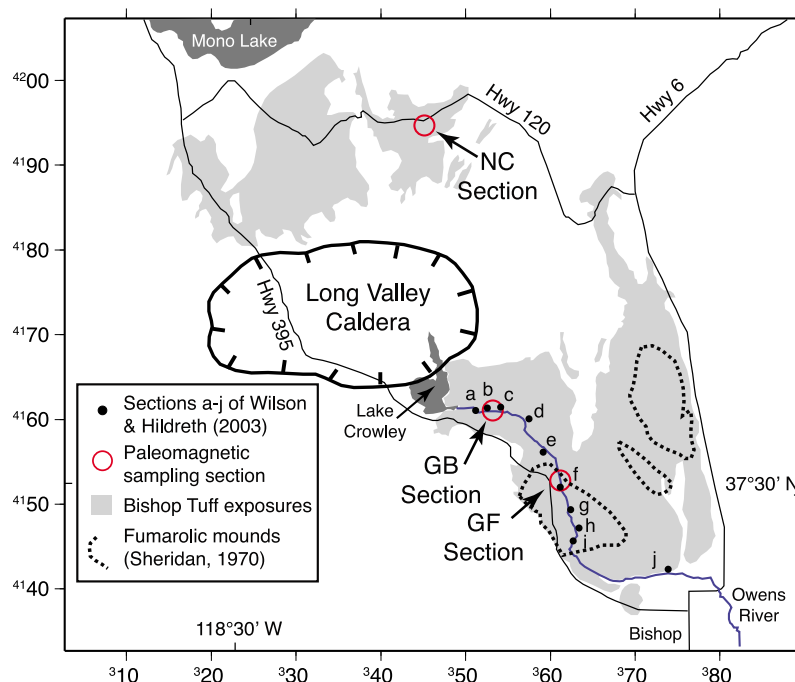 Mono Lake
⁴²00
⁴¹90
⁴¹80
⁴¹70
⁴¹60
⁴¹50
⁴¹40
Hwy 120
Hwy 6
NC
Section
Long Valley
Caldera
Hwy 395
Lake
Crowley
a
b
c
d
e
f
g
h
i
j
GB
Section
GF
Section
37°30' N
Sections a-j of Wilson
& Hildreth (2003)
Paleomagnetic
sampling section
Bishop Tuff exposures
Fumarolic mounds
(Sheridan, 1970)
Owens
River
Bishop
118°30' W
³10
³20
³30
³40
³50
³60
³70
³80